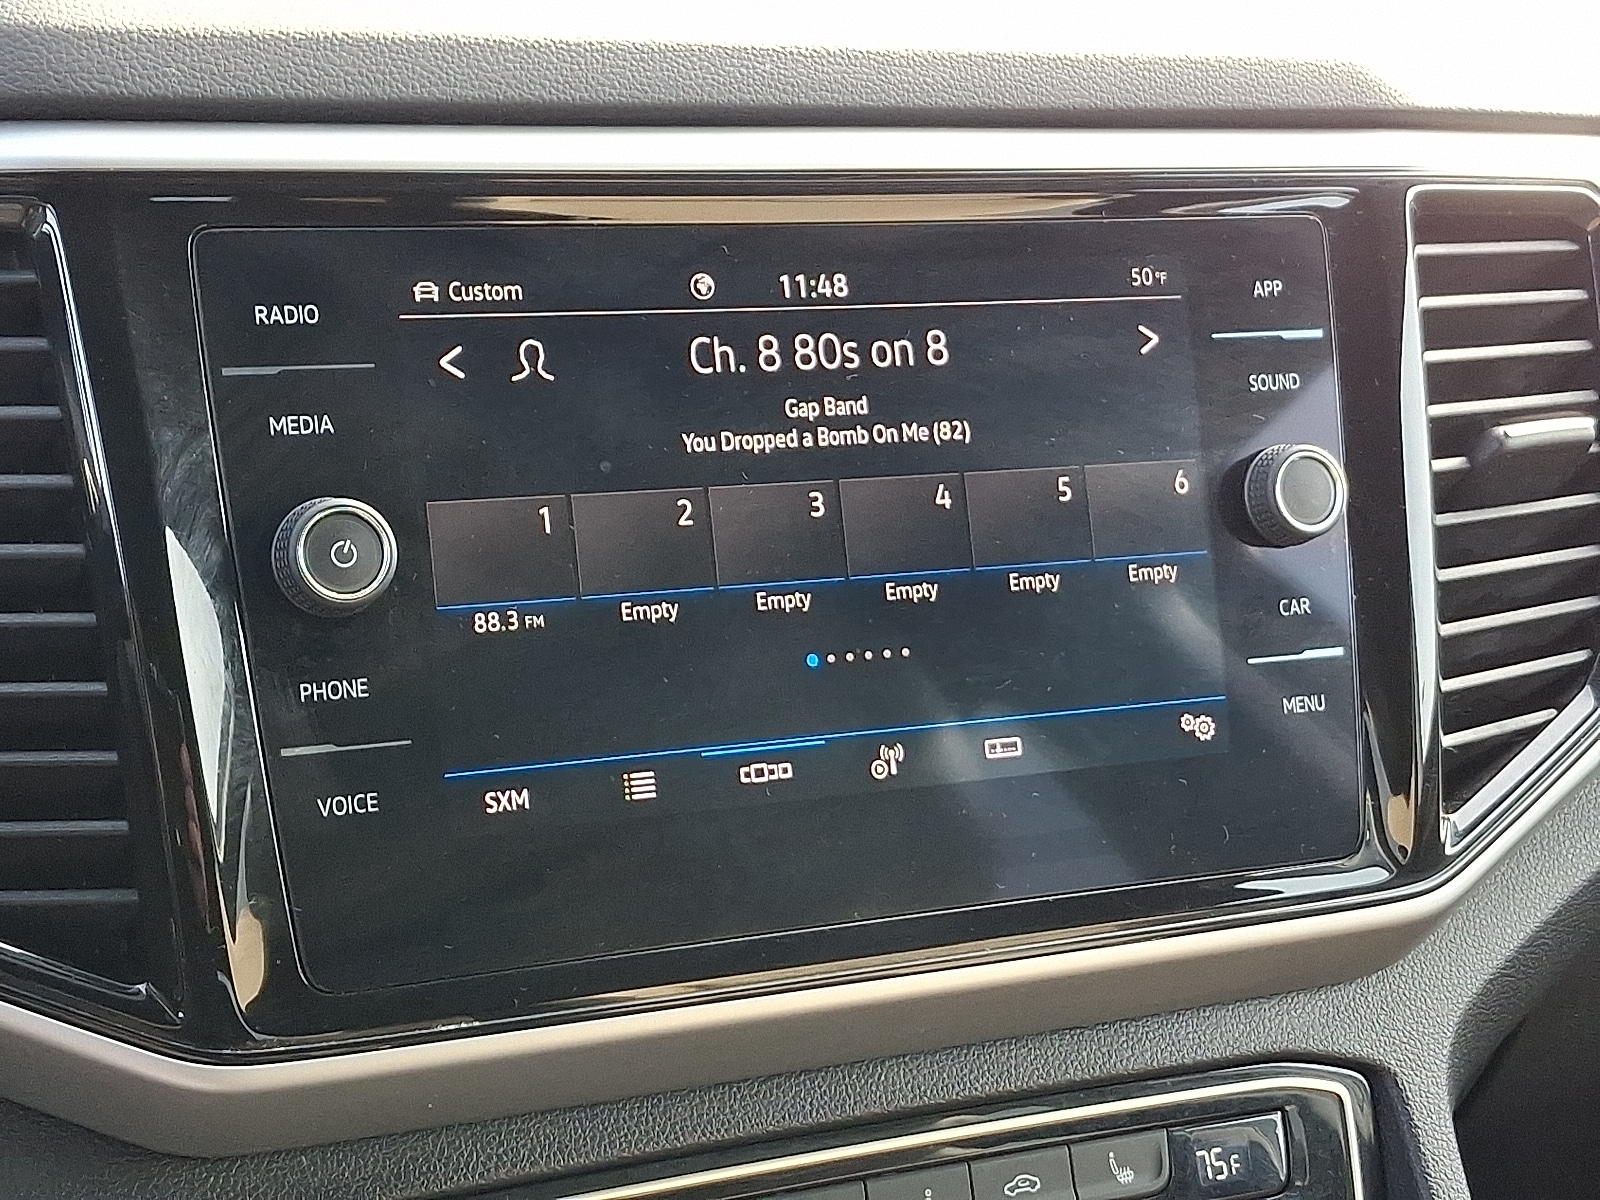 RADIO
MEDIA
PHONE
VOICE
Custom
11:48
50°F
Ch. 8 80s on 8
Gap Band
You Dropped a Bomb On Me (82)
1 2 3 4 5 6
88.3 FM Empty Empty Empty Empty Empty
SXM
APP
SOUND
CAR
MENU
75F